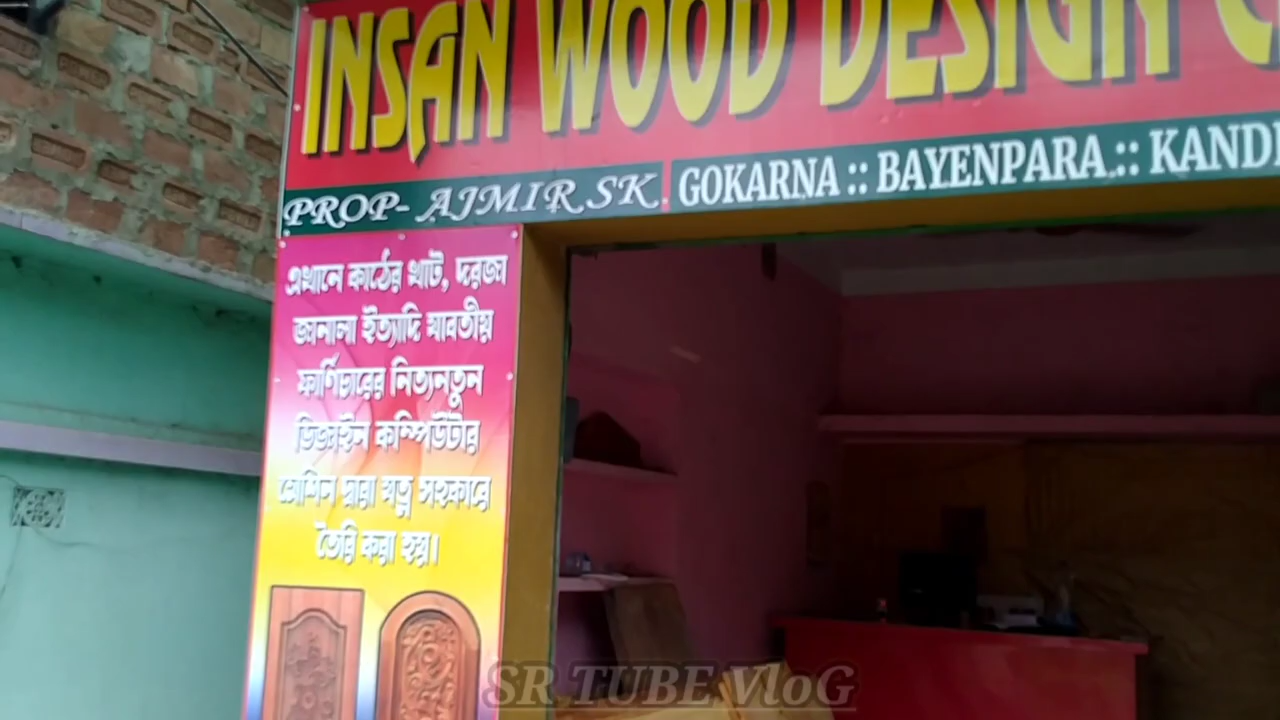 INSAN WOOD DESIGN
PROP- AJMIR SK. GOKARNA :: BAYENPARA :: KANDI
এখানে কাঠের খাট, দরজা
জানালা ইত্যাদি যাবতীয়
ফার্ণিচারের নিত্যনতুন
ডিজাইন কম্পিউটার
মেশিন দ্বারা যত্ন সহকারে
তৈরি করা হয়।
SR TUBE VloG